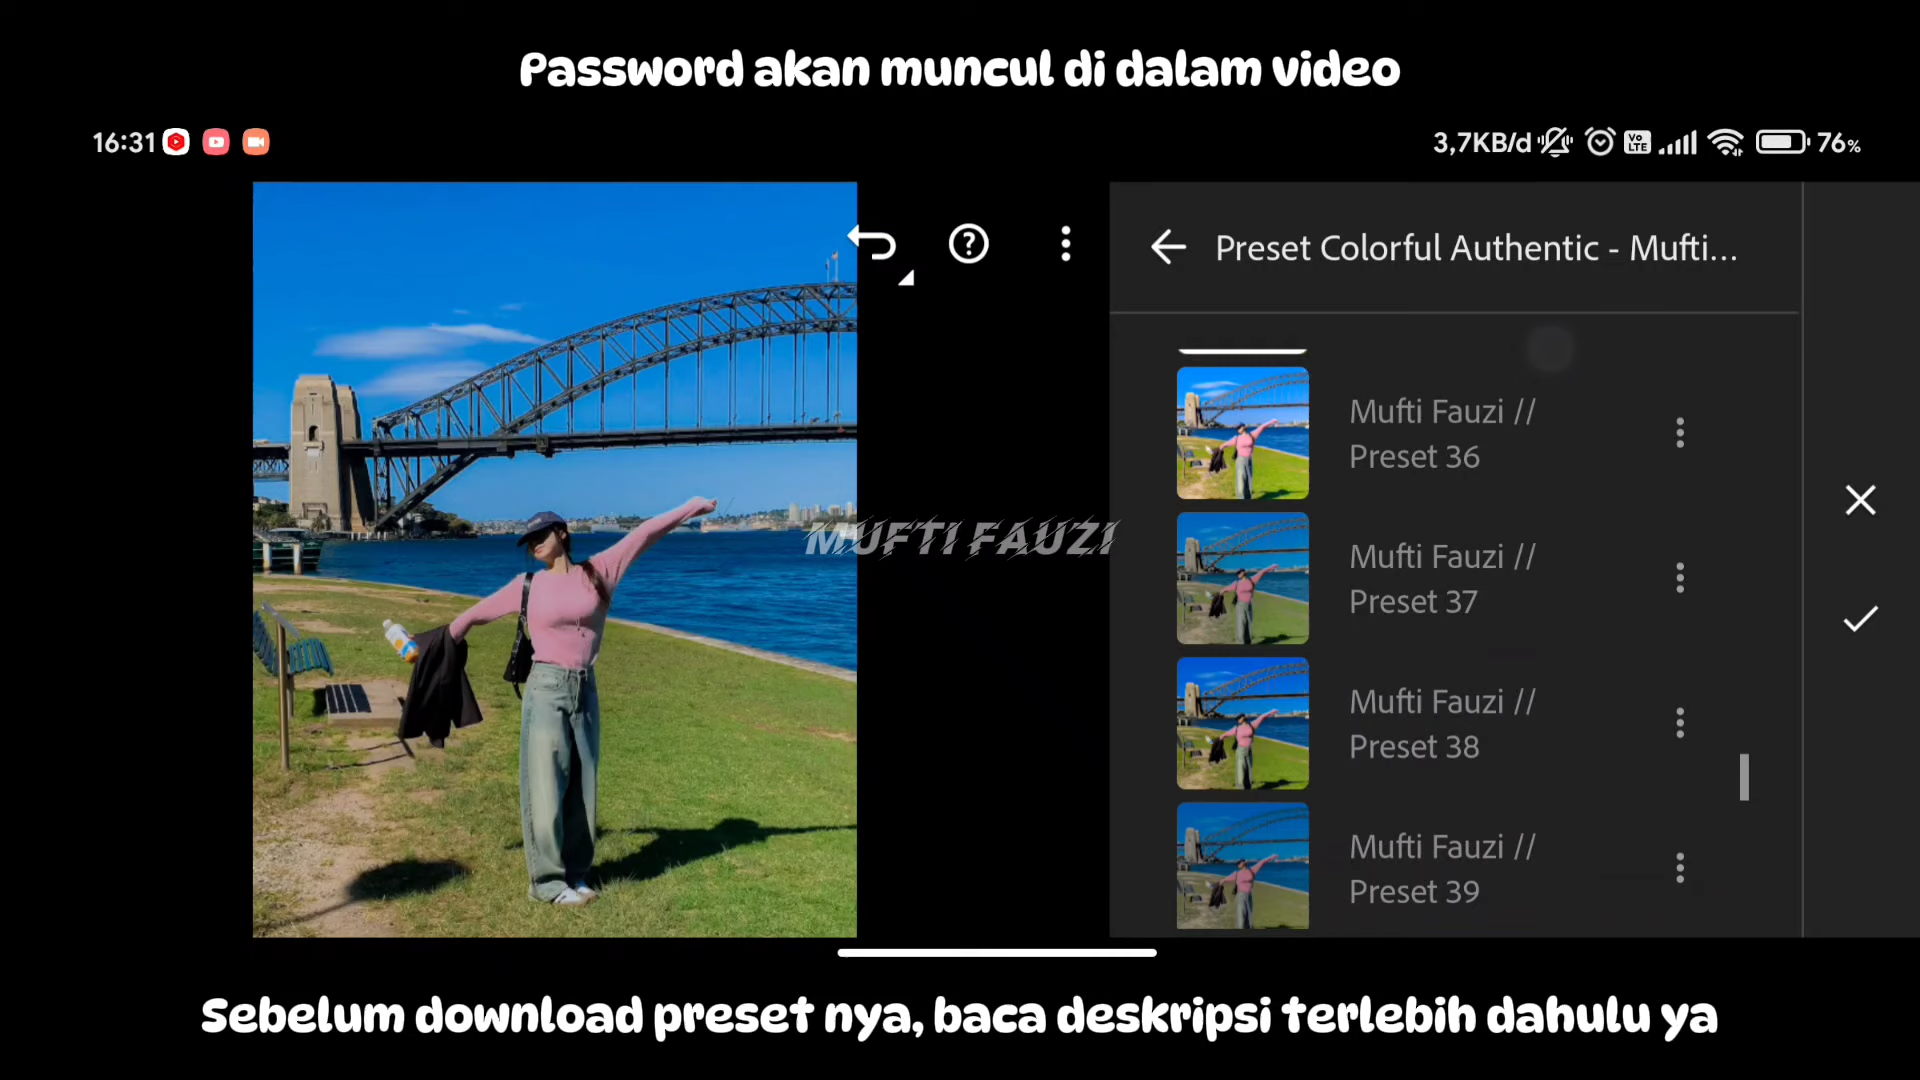 Password akan muncul di dalam video
16:31
3,7KB/d
Vo LTE
76%
Preset Colorful Authentic - Mufti...
Mufti Fauzi //
Preset 36
Mufti Fauzi //
Preset 37
MUFTI FAUZI
Mufti Fauzi //
Preset 38
Mufti Fauzi //
Preset 39
Sebelum download preset nya, baca deskripsi terlebih dahulu ya